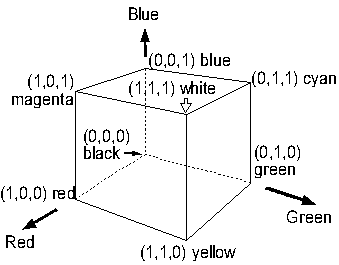 Blue
(0,0,1) blue
(1,0,1)
magenta
(0,1,1) cyan
(1,1,1) white
(0,0,0)
black
(0,1,0)
green
(1,0,0) red
Green
Red
(1,1,0) yellow